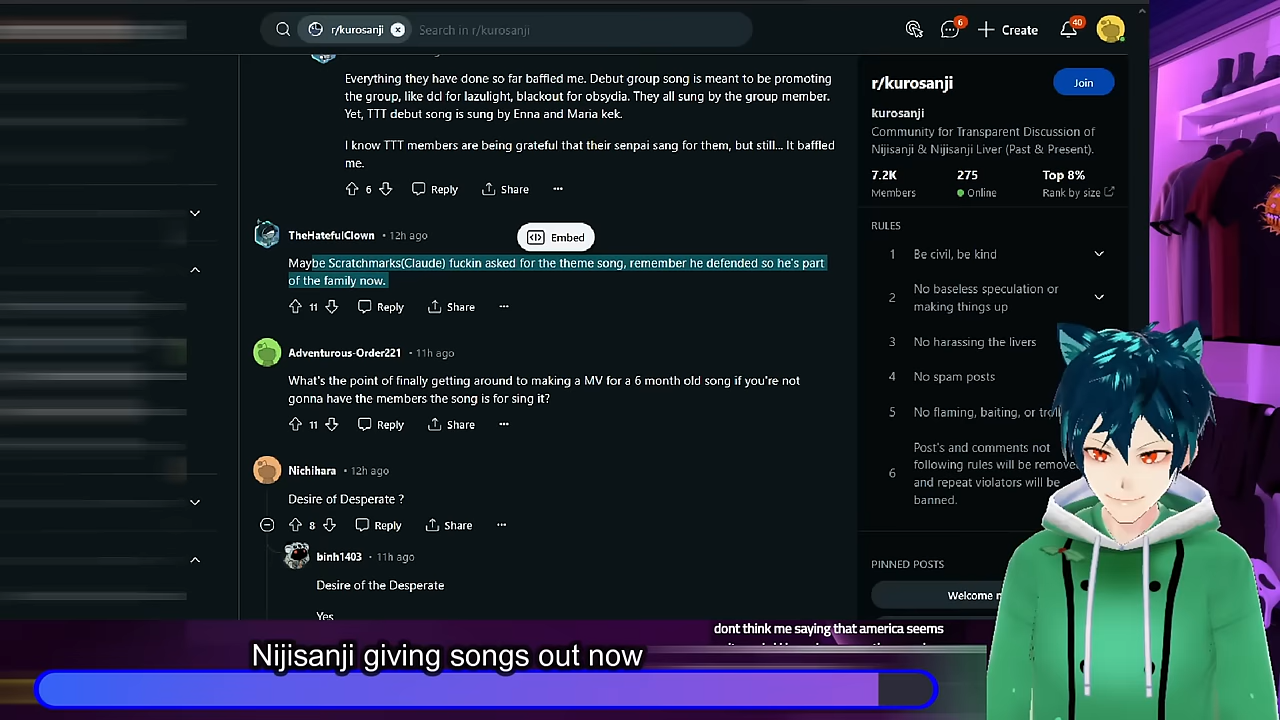 r/kurosanji
Search in r/kurosanji
6
Create
40
Everything they have done so far baffled me. Debut group song is meant to be promoting
the group, like dcl for lazulight, blackout for obsydia. They all sung by the group member.
Yet, TTT debut song is sung by Enna and Maria kek.
I know TTT members are being grateful that their senpai sang for them, but still... It baffled
me.
6
Reply
Share
TheHatefulClown • 12h ago
Embed
Maybe Scratchmarks(Claude) fuckin asked for the theme song, remember he defended so he's part
of the family now.
11
Reply
Share
Adventurous-Order221 • 11h ago
What's the point of finally getting around to making a MV for a 6 month old song if you're not
gonna have the members the song is for sing it?
11
Reply
Share
Nichihara • 12h ago
Desire of Desperate ?
8
Reply
Share
binh1403 • 11h ago
Desire of the Desperate
Yes
r/kurosanji
Join
kurosanji
Community for Transparent Discussion of
Nijisanji & Nijisanji Liver (Past & Present).
7.2K
275
Top 8%
Members
Online
Rank by size
RULES
1
Be civil, be kind
2
No baseless speculation or
making things up
3
No harassing the livers
4
No spam posts
5
No flaming, baiting, or
6
Post's and comments not
following rules will be
and repeat violators will be
banned.
PINNED POSTS
Welcome
dont think me saying that america seems
Nijisanji giving songs out now